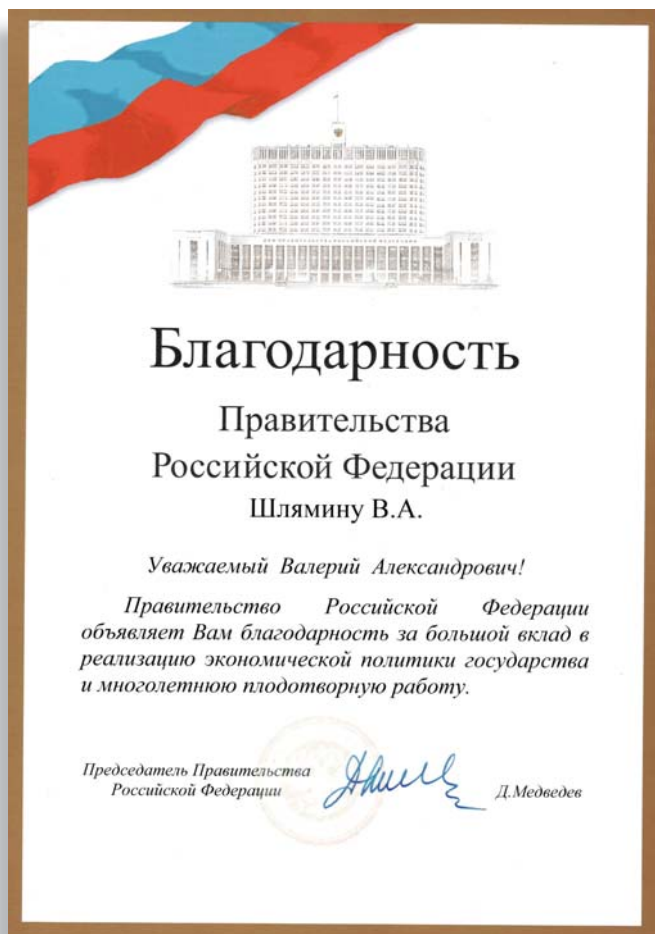 Благодарность
Правительства
Российской Федерации
Шлямину В.А.
Уважаемый Валерий Александрович!
Правительство Российской Федерации
объявляет Вам благодарность за большой вклад в
реализацию экономической политики государства
и многолетнюю плодотворную работу.
Председатель Правительства
Российской Федерации
Д.Медведев